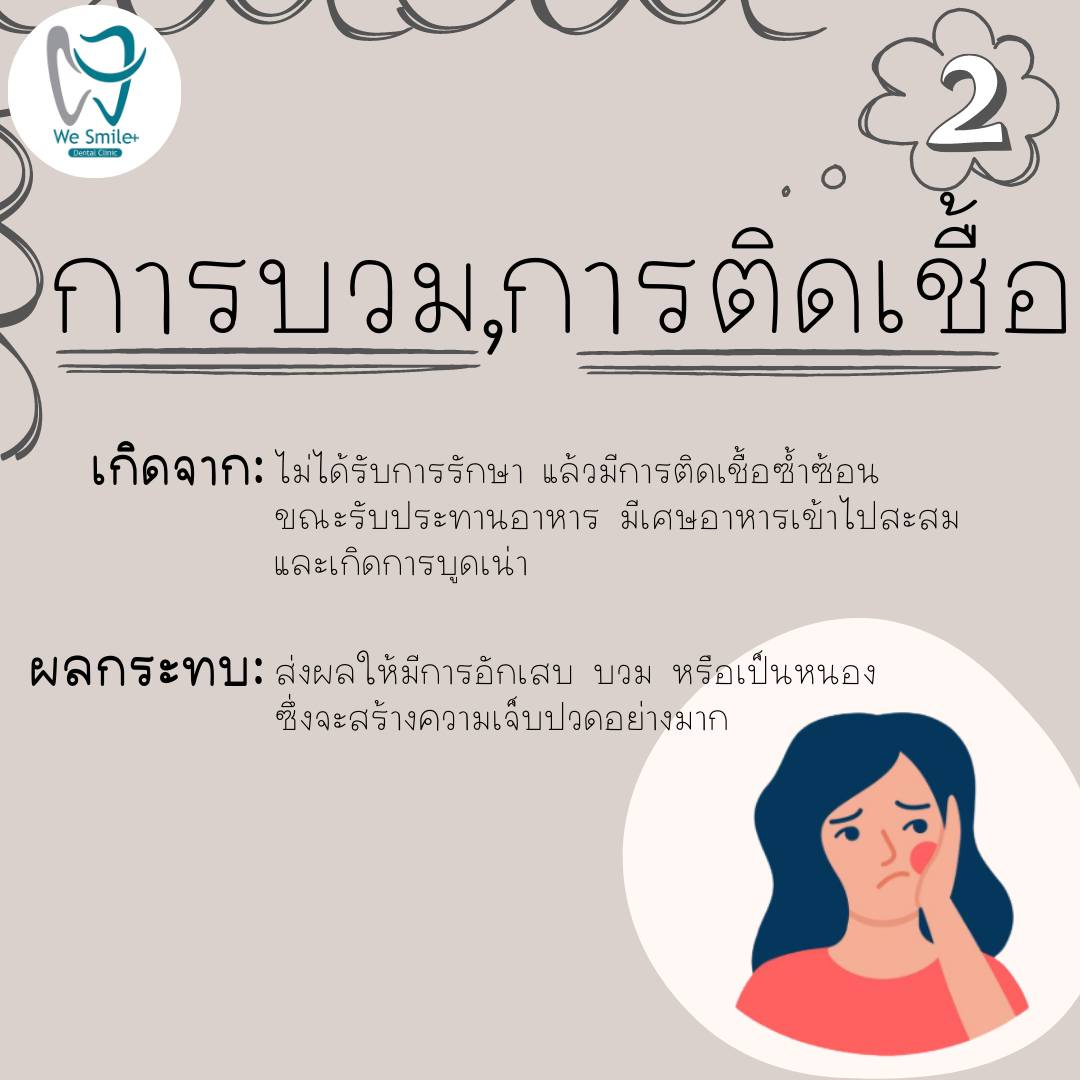 We Smile+
Dental Clinic
2
การบวม,การติดเชื้อ
เกิดจาก: ไม่ได้รับการรักษา แล้วมีการติดเชื้อซ้ำซ้อน
ขณะรับประทานอาหาร มีเศษอาหารเข้าไปสะสม
และเกิดการบูดเน่า
ผลกระทบ: ส่งผลให้มีการอักเสบ บวม หรือเป็นหนอง
ซึ่งจะสร้างความเจ็บปวดอย่างมาก